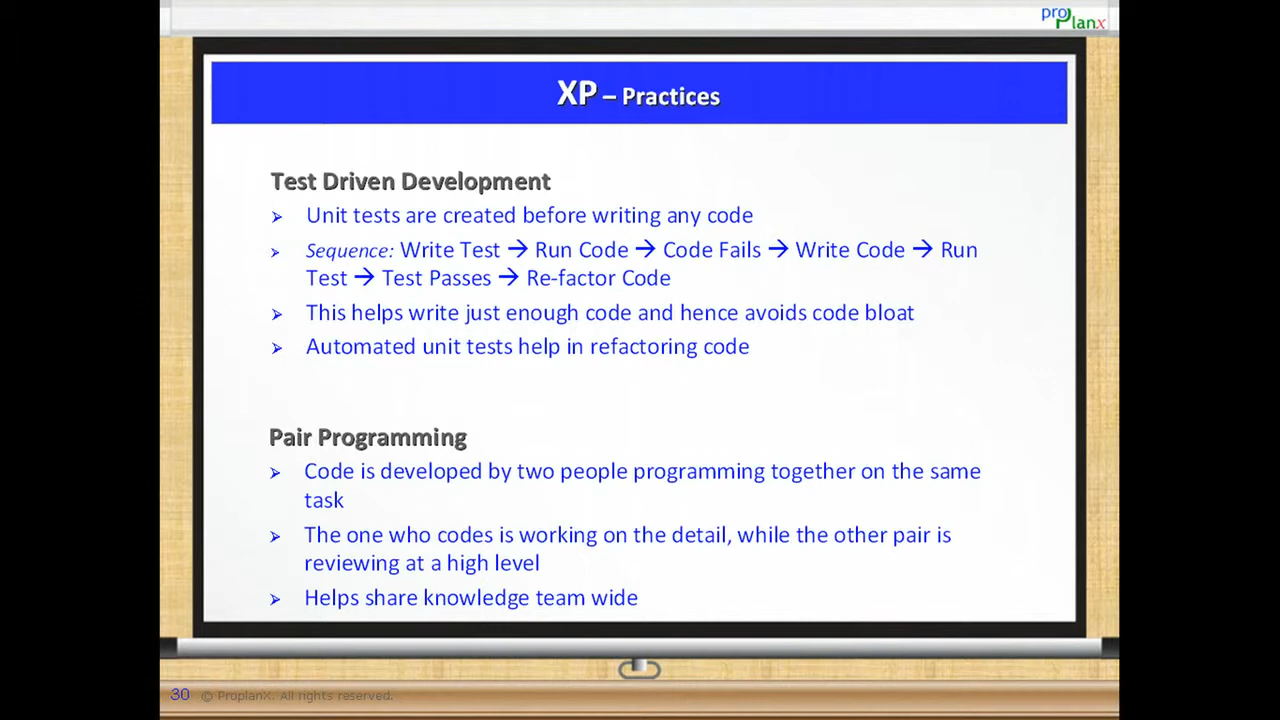 pro
Planx
XP – Practices
Test Driven Development
➢ Unit tests are created before writing any code
➢ Sequence: Write Test → Run Code → Code Fails → Write Code → Run
Test → Test Passes → Re-factor Code
➢ This helps write just enough code and hence avoids code bloat
➢ Automated unit tests help in refactoring code
Pair Programming
➢ Code is developed by two people programming together on the same
task
➢ The one who codes is working on the detail, while the other pair is
reviewing at a high level
➢ Helps share knowledge team wide
30 © ProplanX. All rights reserved.